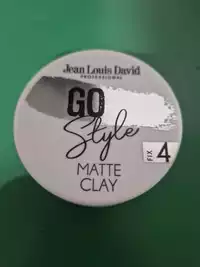 Jean Louis David
PROFESSIONAL
GO
Style
MATTE
CLAY
FIX 4